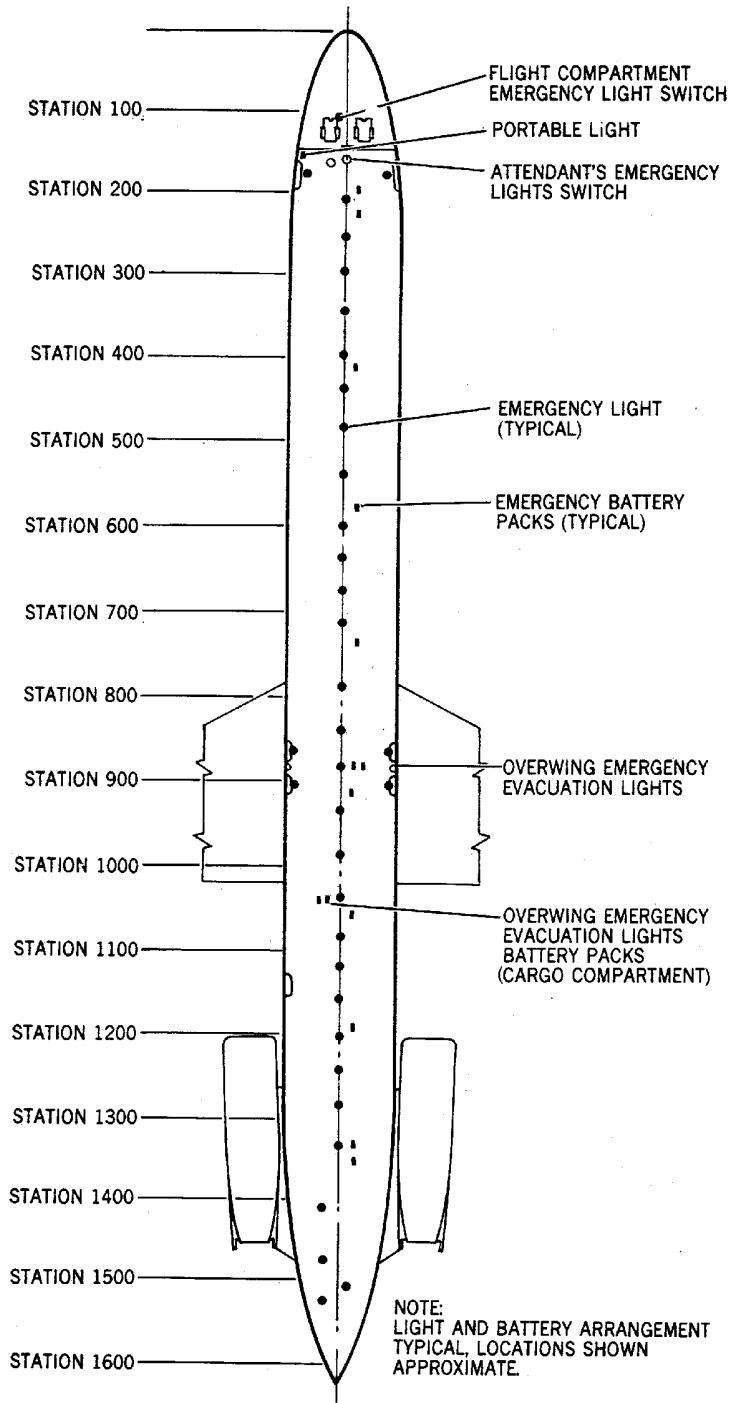 FLIGHT COMPARTMENT
EMERGENCY LIGHT SWITCH
STATION 100
PORTABLE LIGHT
ATTENDANT'S EMERGENCY
LIGHTS SWITCH
STATION 200
STATION 300
STATION 400
EMERGENCY LIGHT
(TYPICAL)
STATION 500
EMERGENCY BATTERY
PACKS (TYPICAL)
STATION 600
STATION 700
STATION 800
OVERWING EMERGENCY
EVACUATION LIGHTS
STATION 900
STATION 1000
OVERWING EMERGENCY
EVACUATION LIGHTS
BATTERY PACKS
(CARGO COMPARTMENT)
STATION 1100
STATION 1200
STATION 1300
STATION 1400
STATION 1500
NOTE:
LIGHT AND BATTERY ARRANGEMENT
TYPICAL, LOCATIONS SHOWN
APPROXIMATE.
STATION 1600